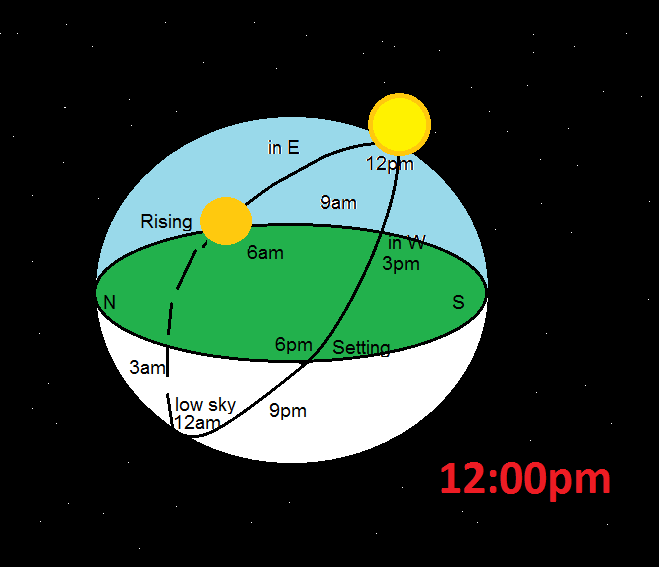 in E
12pm
9am
Rising
6am
in W
3pm
N
S
6pm
Setting
3am
low sky
12am
9pm
12:00pm